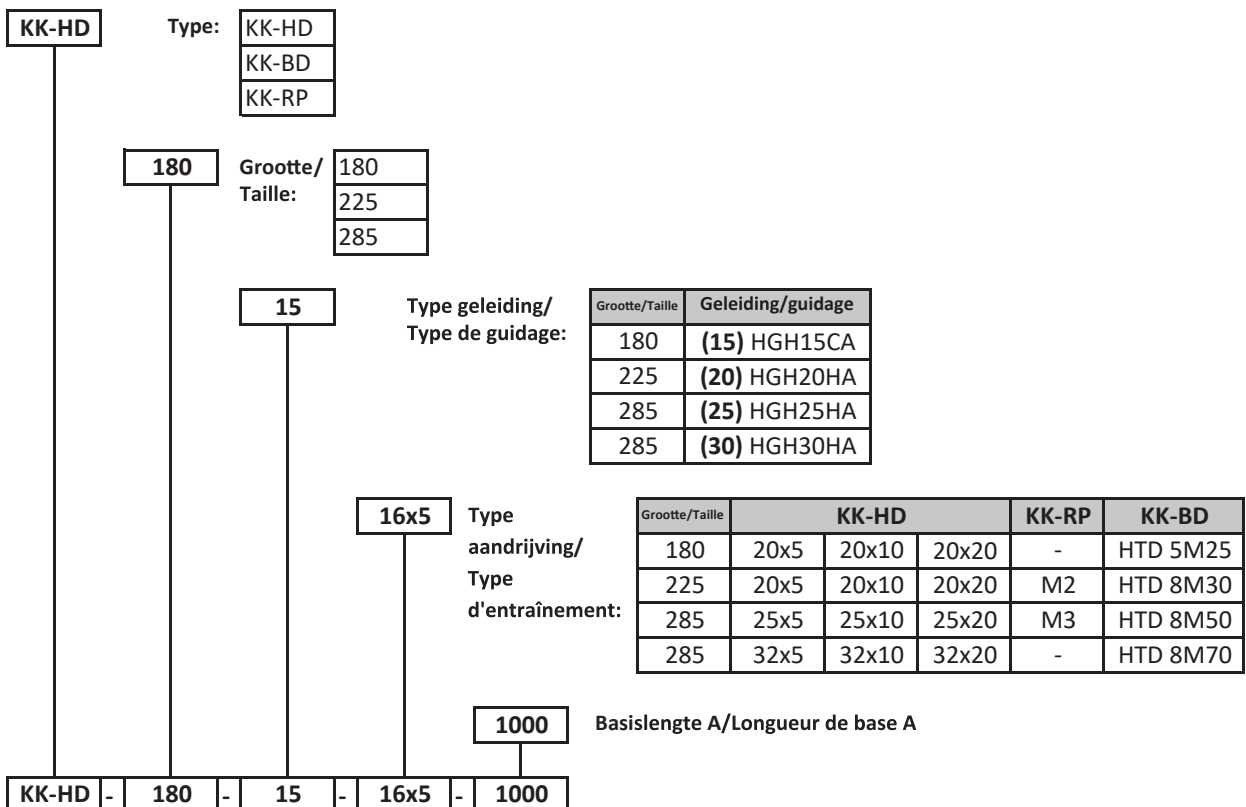 KK-HD Type: KK-HD
KK-BD
KK-RP
180 Grootte/ 180
Taille: 225
285
15 Type geleiding/
Type de guidage:
Grootte/Taille Geleiding/guidage
180 (15) HGH15CA
225 (20) HGH20HA
285 (25) HGH25HA
285 (30) HGH30HA
16x5 Type
aandrijving/
Type
d'entraînement:
Grootte/Taille KK-HD KK-RP KK-BD
180 20x5 20x10 20x20 - HTD 5M25
225 20x5 20x10 20x20 M2 HTD 8M30
285 25x5 25x10 25x20 M3 HTD 8M50
285 32x5 32x10 32x20 - HTD 8M70
1000 Basislengte A/Longueur de base A
KK-HD - 180 - 15 - 16x5 - 1000